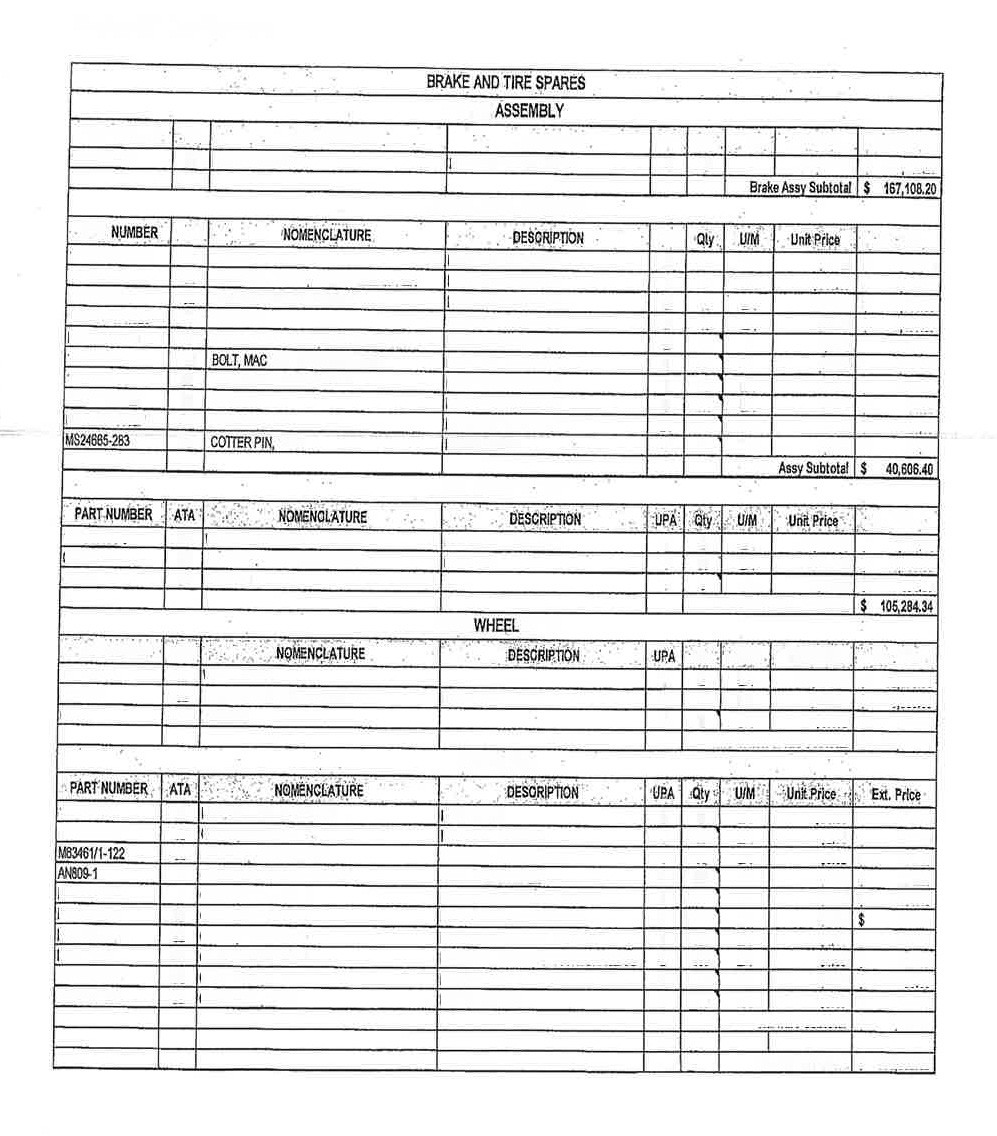 BRAKE AND TIRE SPARES
ASSEMBLY
Brake Assy Subtotal $ 167,108.20
NUMBER NOMENCLATURE DESCRIPTION Qty U/M Unit Price
BOLT, MAC
MS24665-283 COTTER PIN,
Assy Subtotal $ 40,606.40
PART NUMBER ATA NOMENCLATURE DESCRIPTION UPA Qty U/M Unit Price
$ 105,284.34
WHEEL
NOMENCLATURE DESCRIPTION UPA
PART NUMBER ATA NOMENCLATURE DESCRIPTION UPA Qty U/M Unit Price Ext. Price
M83461/1-122
AN809-1
$